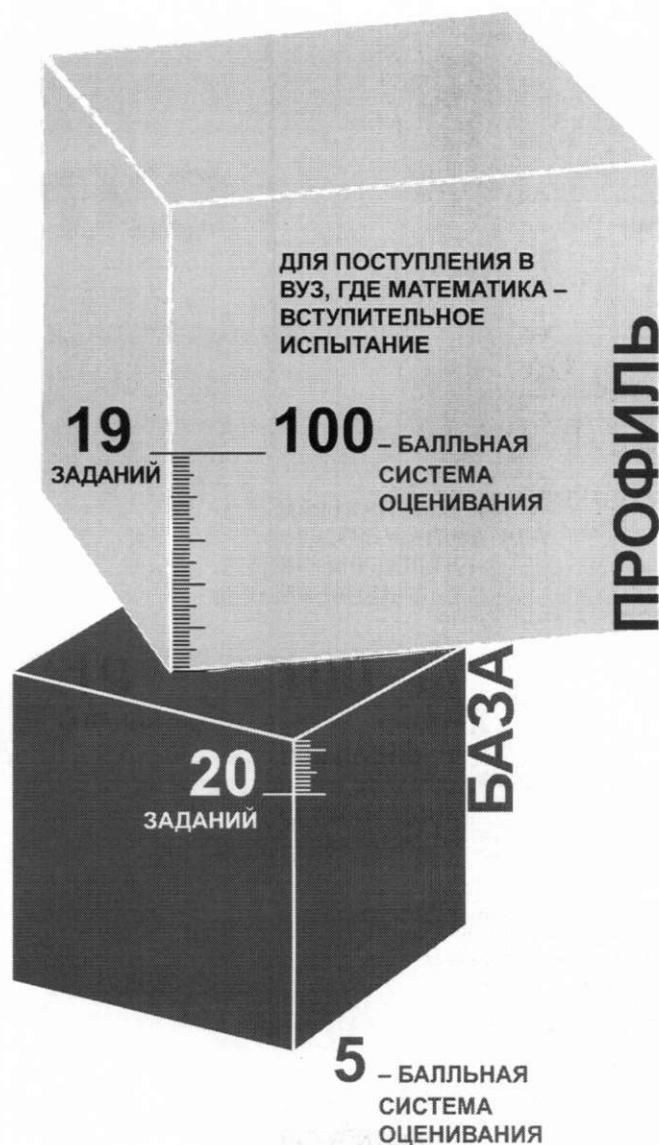 ДЛЯ ПОСТУПЛЕНИЯ В
ВУЗ, ГДЕ МАТЕМАТИКА –
ВСТУПИТЕЛЬНОЕ
ИСПЫТАНИЕ
19
ЗАДАНИЙ
100 – БАЛЛЬНАЯ
СИСТЕМА
ОЦЕНИВАНИЯ
ПРОФИЛЬ
20
ЗАДАНИЙ
БАЗА
5 – БАЛЛЬНАЯ
СИСТЕМА
ОЦЕНИВАНИЯ